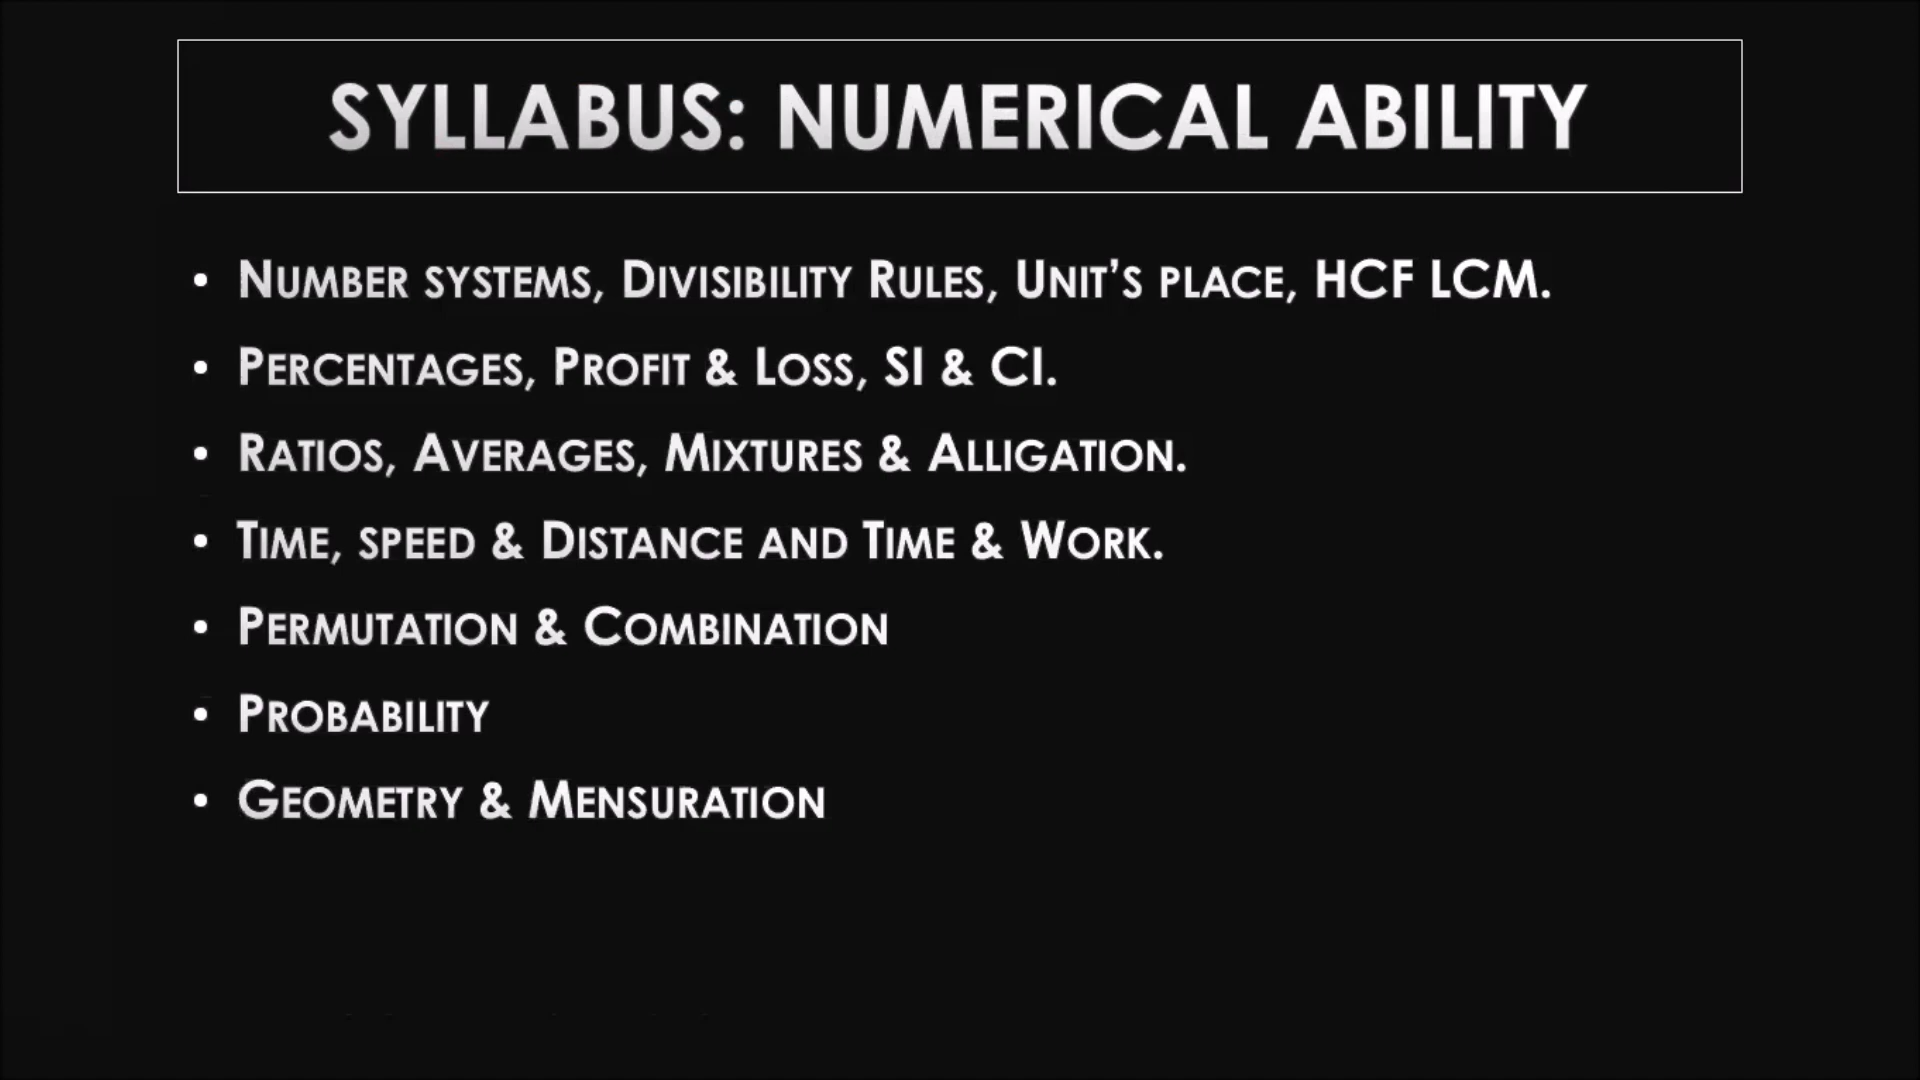 SYLLABUS: NUMERICAL ABILITY
• NUMBER SYSTEMS, DIVISIBILITY RULES, UNIT’S PLACE, HCF LCM.
• PERCENTAGES, PROFIT & LOSS, SI & CI.
• RATIOS, AVERAGES, MIXTURES & ALLIGATION.
• TIME, SPEED & DISTANCE AND TIME & WORK.
• PERMUTATION & COMBINATION
• PROBABILITY
• GEOMETRY & MENSURATION